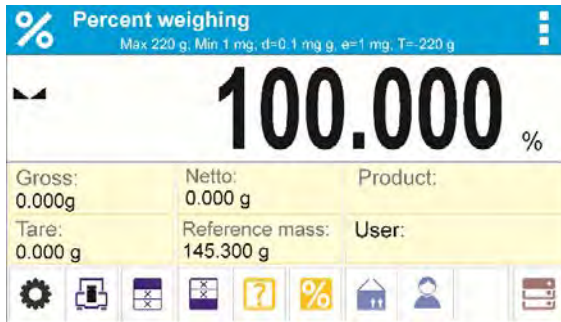 % Percent weighing
Max 220 g; Min 1 mg; d=0.1 mg g, e=1 mg, T=-220 g
100.000 %
Gross: Netto: Product:
0.000g 0.000 g
Tare: Reference mass: User:
0.000 g 145.300 g
? %